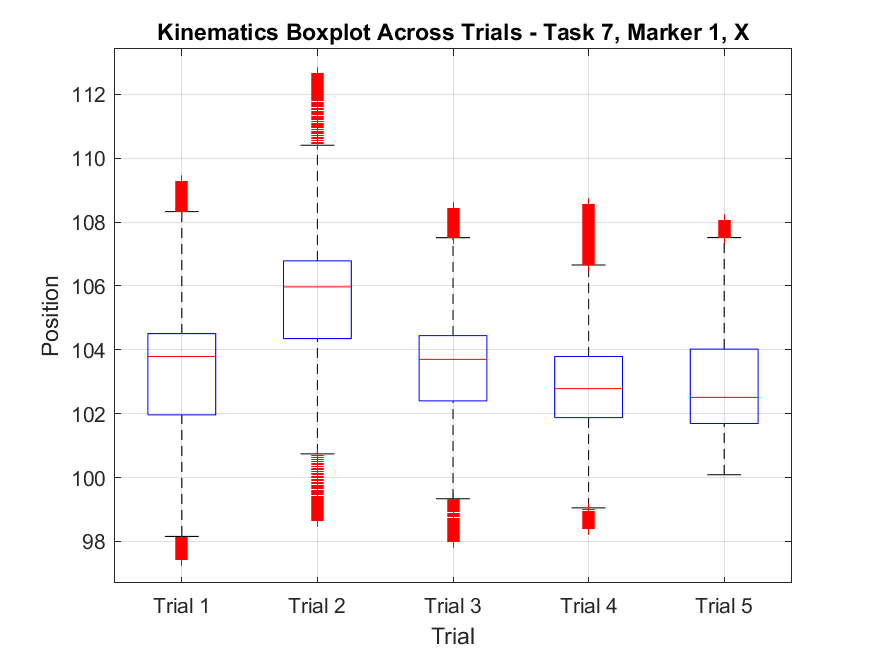 Kinematics Boxplot Across Trials - Task 7, Marker 1, X
112
110
108
106
104
102
100
98
Position
Trial 1 Trial 2 Trial 3 Trial 4 Trial 5
Trial